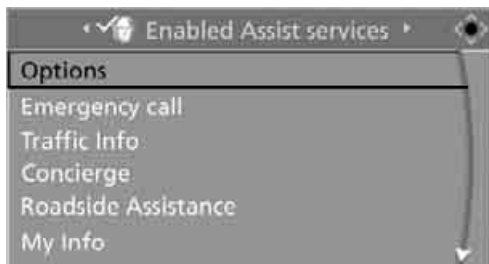 Enabled Assist services
Options
Emergency call
Traffic Info
Concierge
Roadside Assistance
My Info